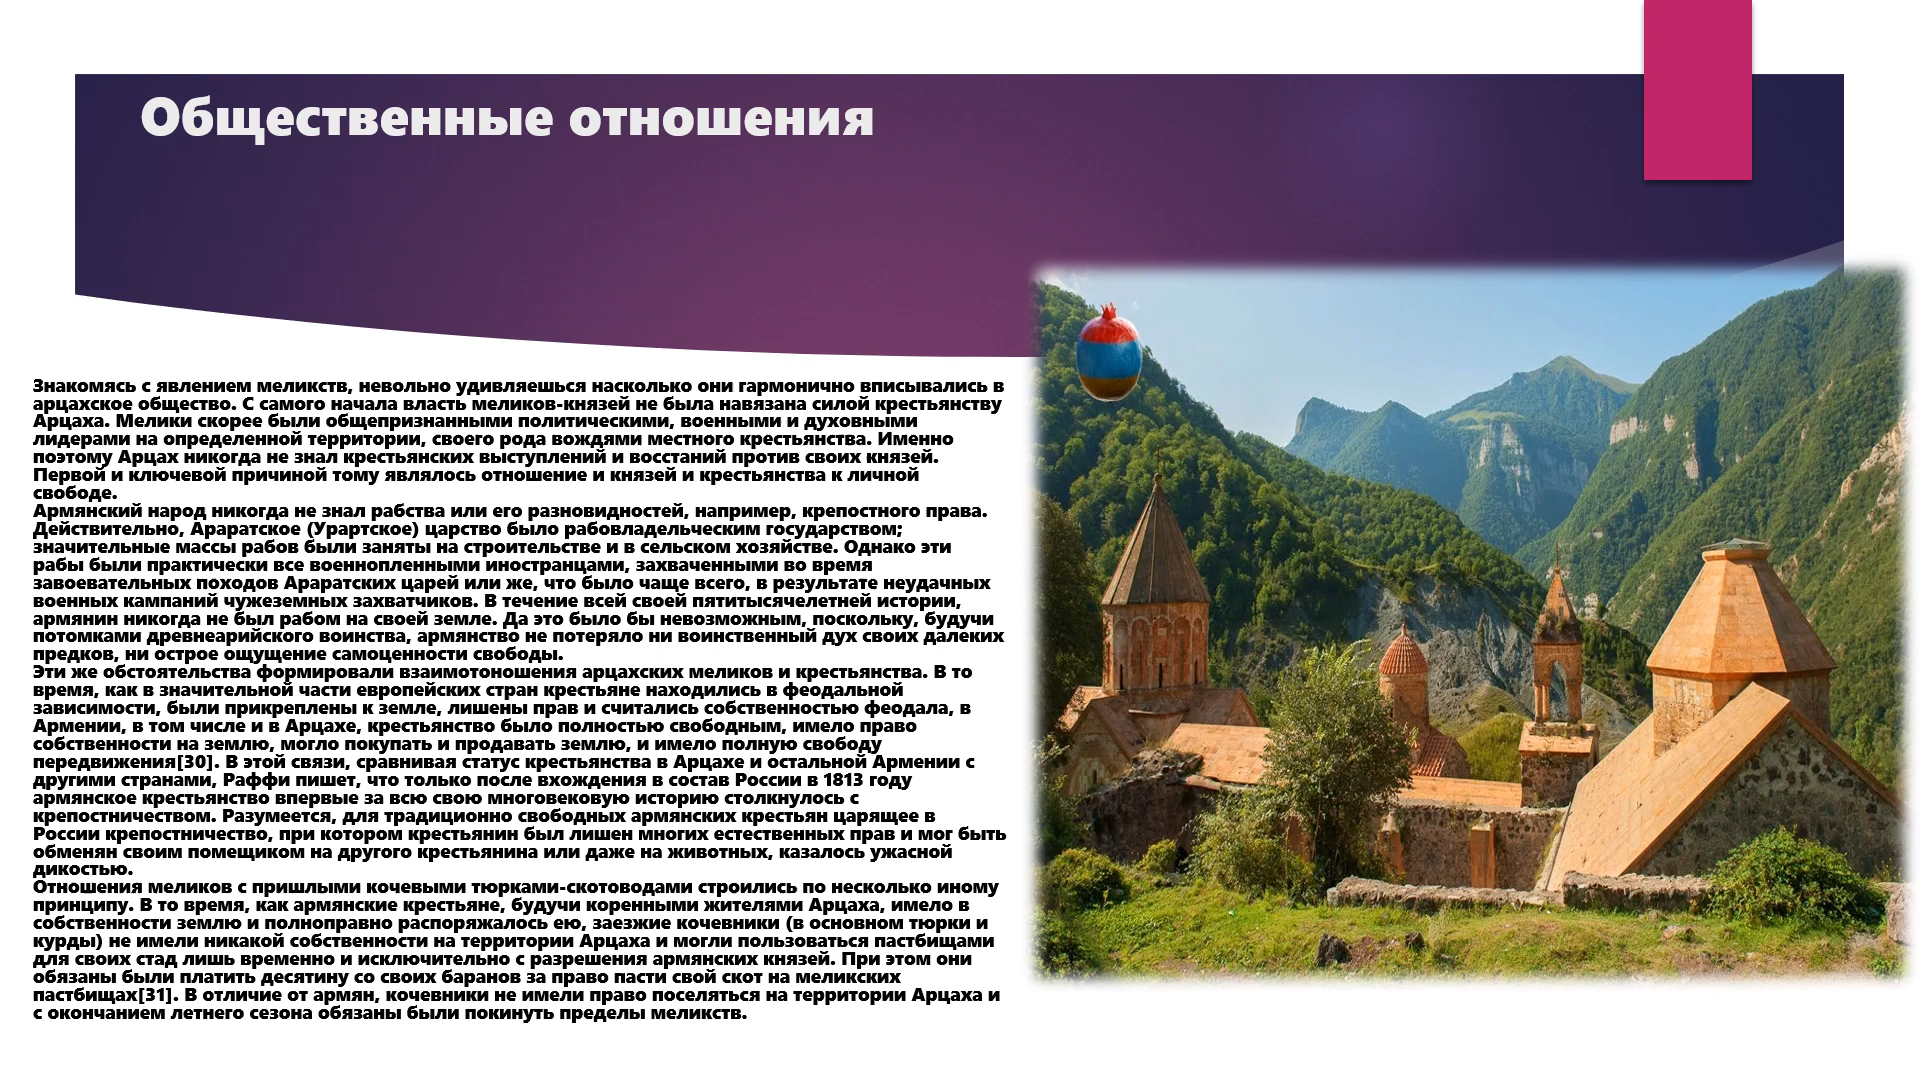 Общественные отношения
Знакомясь с явлением меликств, невольно удивляешься насколько они гармонично вписывались в
арцахское общество. С самого начала власть меликов-князей не была навязана силой крестьянству
Арцаха. Мелики скорее были общепризнанными политическими, военными и духовными
лидерами на определенной территории, своего рода вождями местного крестьянства. Именно
поэтому Арцах никогда не знал крестьянских выступлений и восстаний против своих князей.
Первой и ключевой причиной тому являлось отношение и князей и крестьянства к личной
свободе.
Армянский народ никогда не знал рабства или его разновидностей, например, крепостного права.
Действительно, Араратское (Урартское) царство было рабовладельческим государством;
значительные массы рабов были заняты на строительстве и в сельском хозяйстве. Однако эти
рабы были практически все военнопленными иностранцами, захваченными во время
завоевательных походов Араратских царей или же, что было чаще всего, в результате неудачных
военных кампаний чужеземных захватчиков. В течение всей своей пятитысячелетней истории,
армянин никогда не был рабом на своей земле. Да это было бы невозможным, поскольку, будучи
потомками древнеарийского воинства, армянство не потеряло ни воинственный дух своих далеких
предков, ни острое ощущение самоценности свободы.
Эти же обстоятельства формировали взаимотоношения арцахских меликов и крестьянства. В то
время, как в значительной части европейских стран крестьяне находились в феодальной
зависимости, были прикреплены к земле, лишены прав и считались собственностью феодала, в
Армении, в том числе и в Арцахе, крестьянство было полностью свободным, имело право
собственности на землю, могло покупать и продавать землю, и имело полную свободу
передвижения[30]. В этой связи, сравнивая статус крестьянства в Арцахе и остальной Армении с
другими странами, Раффи пишет, что только после вхождения в состав России в 1813 году
армянское крестьянство впервые за всю свою многовековую историю столкнулось с
крепостничеством. Разумеется, для традиционно свободных армянских крестьян царящее в
России крепостничество, при котором крестьянин был лишен многих естественных прав и мог быть
обменян своим помещиком на другого крестьянина или даже на животных, казалось ужасной
дикостью.
Отношения меликов с пришлыми кочевыми тюрками-скотоводами строились по несколько иному
принципу. В то время, как армянские крестьяне, будучи коренными жителями Арцаха, имело в
собственности землю и полноправно распоряжалось ею, заезжие кочевники (в основном тюрки и
курды) не имели никакой собственности на территории Арцаха и могли пользоваться пастбищами
для своих стад лишь временно и исключительно с разрешения армянских князей. При этом они
обязаны были платить десятину со своих баранов за право пасти свой скот на меликских
пастбищах[31]. В отличие от армян, кочевники не имели право поселяться на территории Арцаха и
с окончанием летнего сезона обязаны были покинуть пределы меликств.